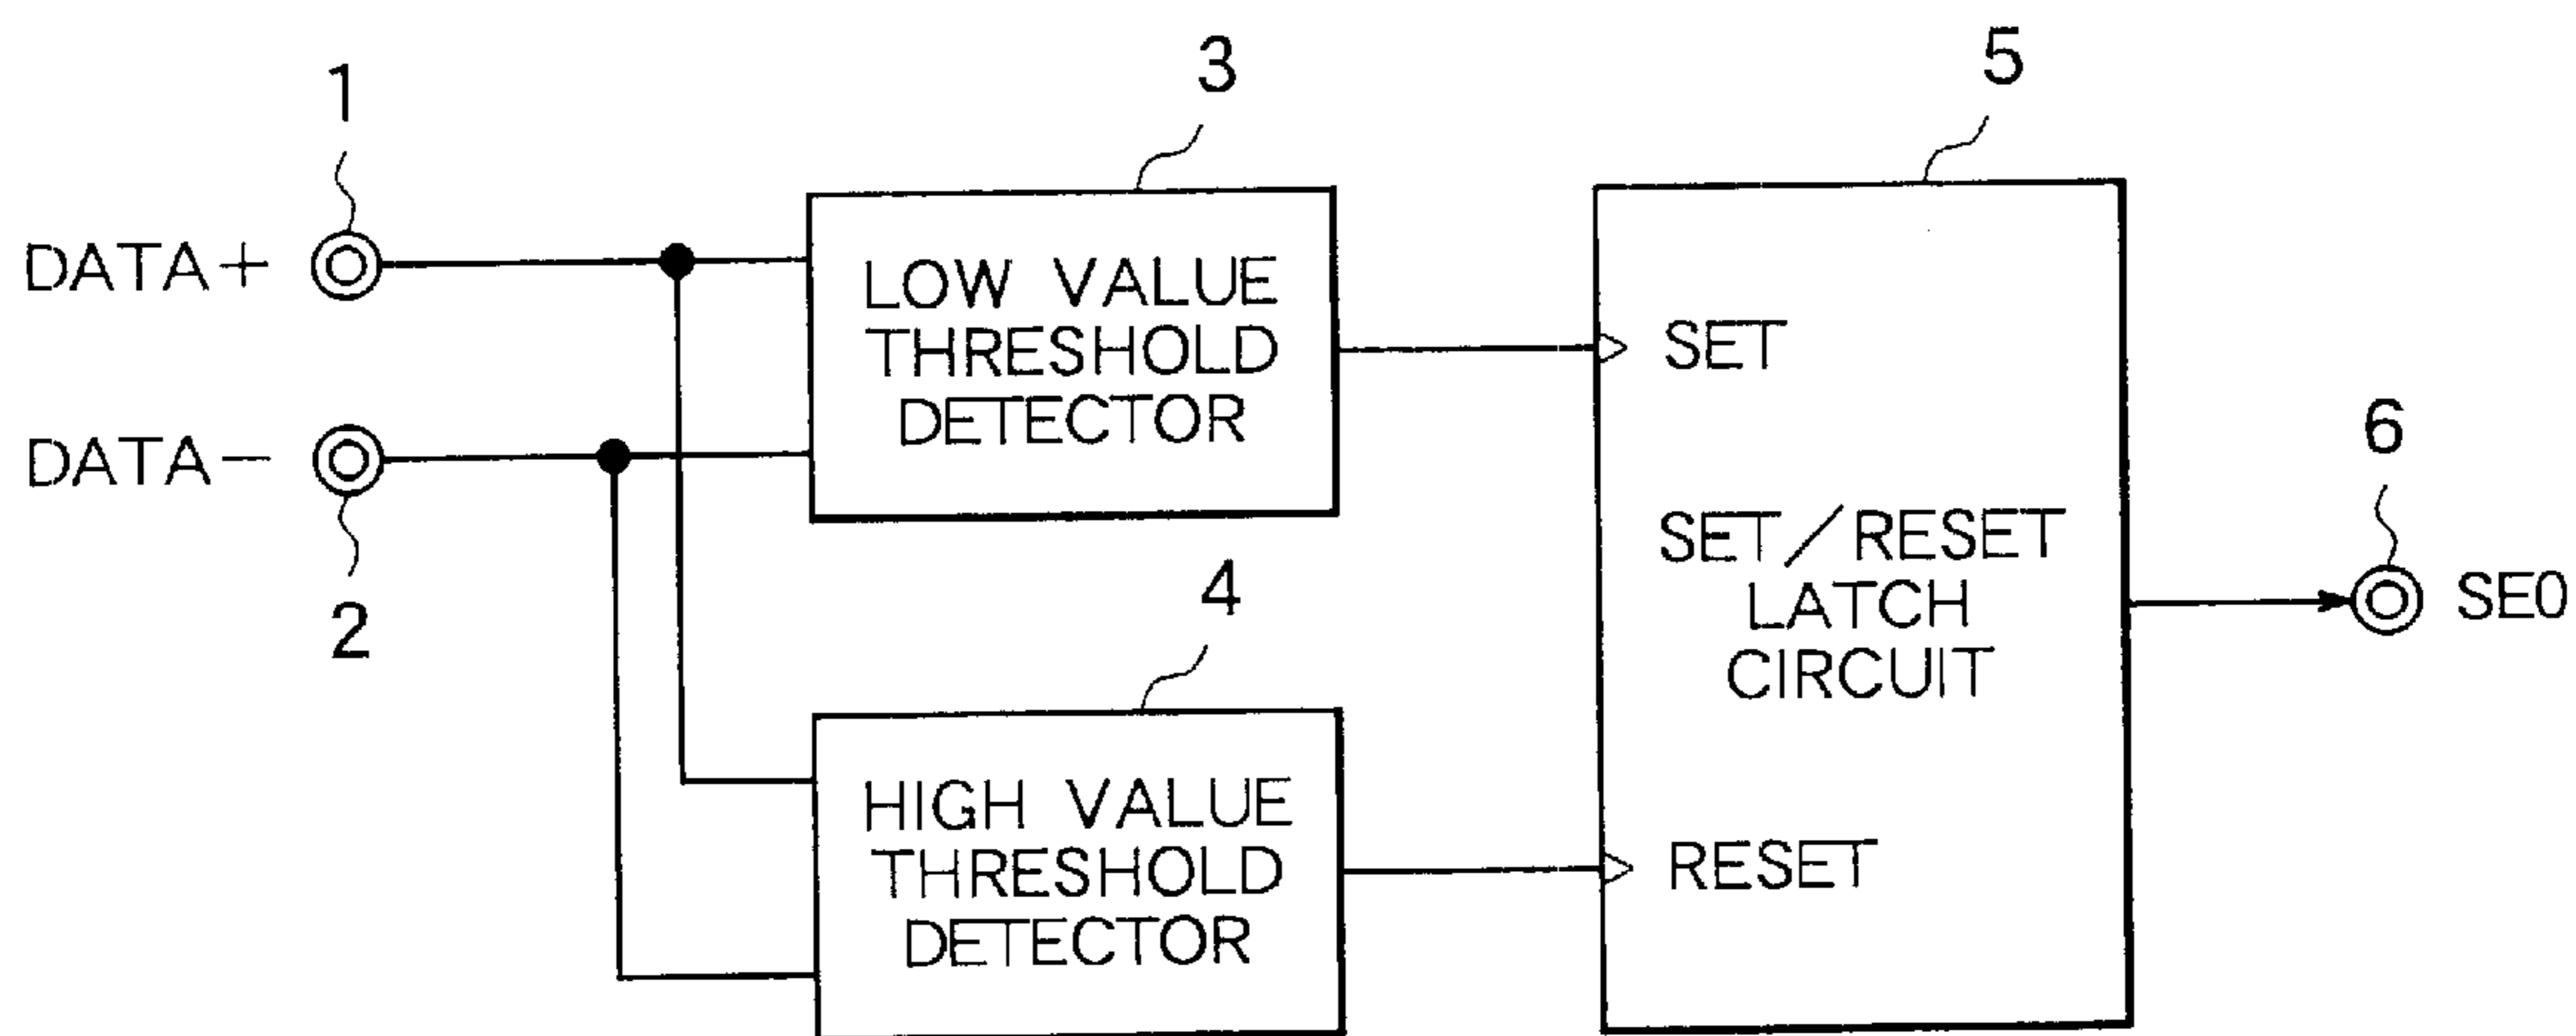 1
3
5
DATA+
LOW VALUE
THRESHOLD
DETECTOR
SET
DATA−
2
4
SET/RESET
LATCH
CIRCUIT
6
SE0
HIGH VALUE
THRESHOLD
DETECTOR
RESET